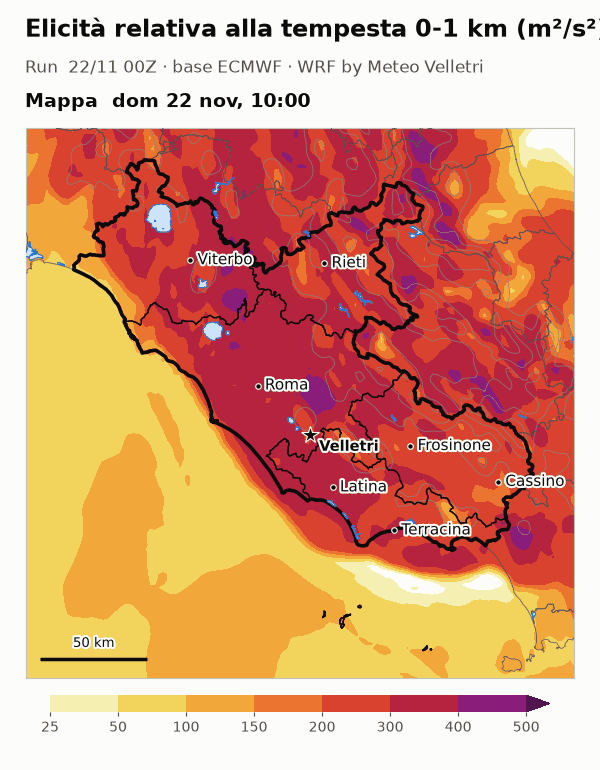 Elicità relativa alla tempesta 0-1 km (m²/s²)
Run  22/11 00Z · base ECMWF · WRF by Meteo Velletri
Mappa  dom 22 nov, 10:00
Viterbo
Rieti
Roma
Velletri
Frosinone
Cassino
Latina
Terracina
50 km
25 50 100 150 200 300 400 500